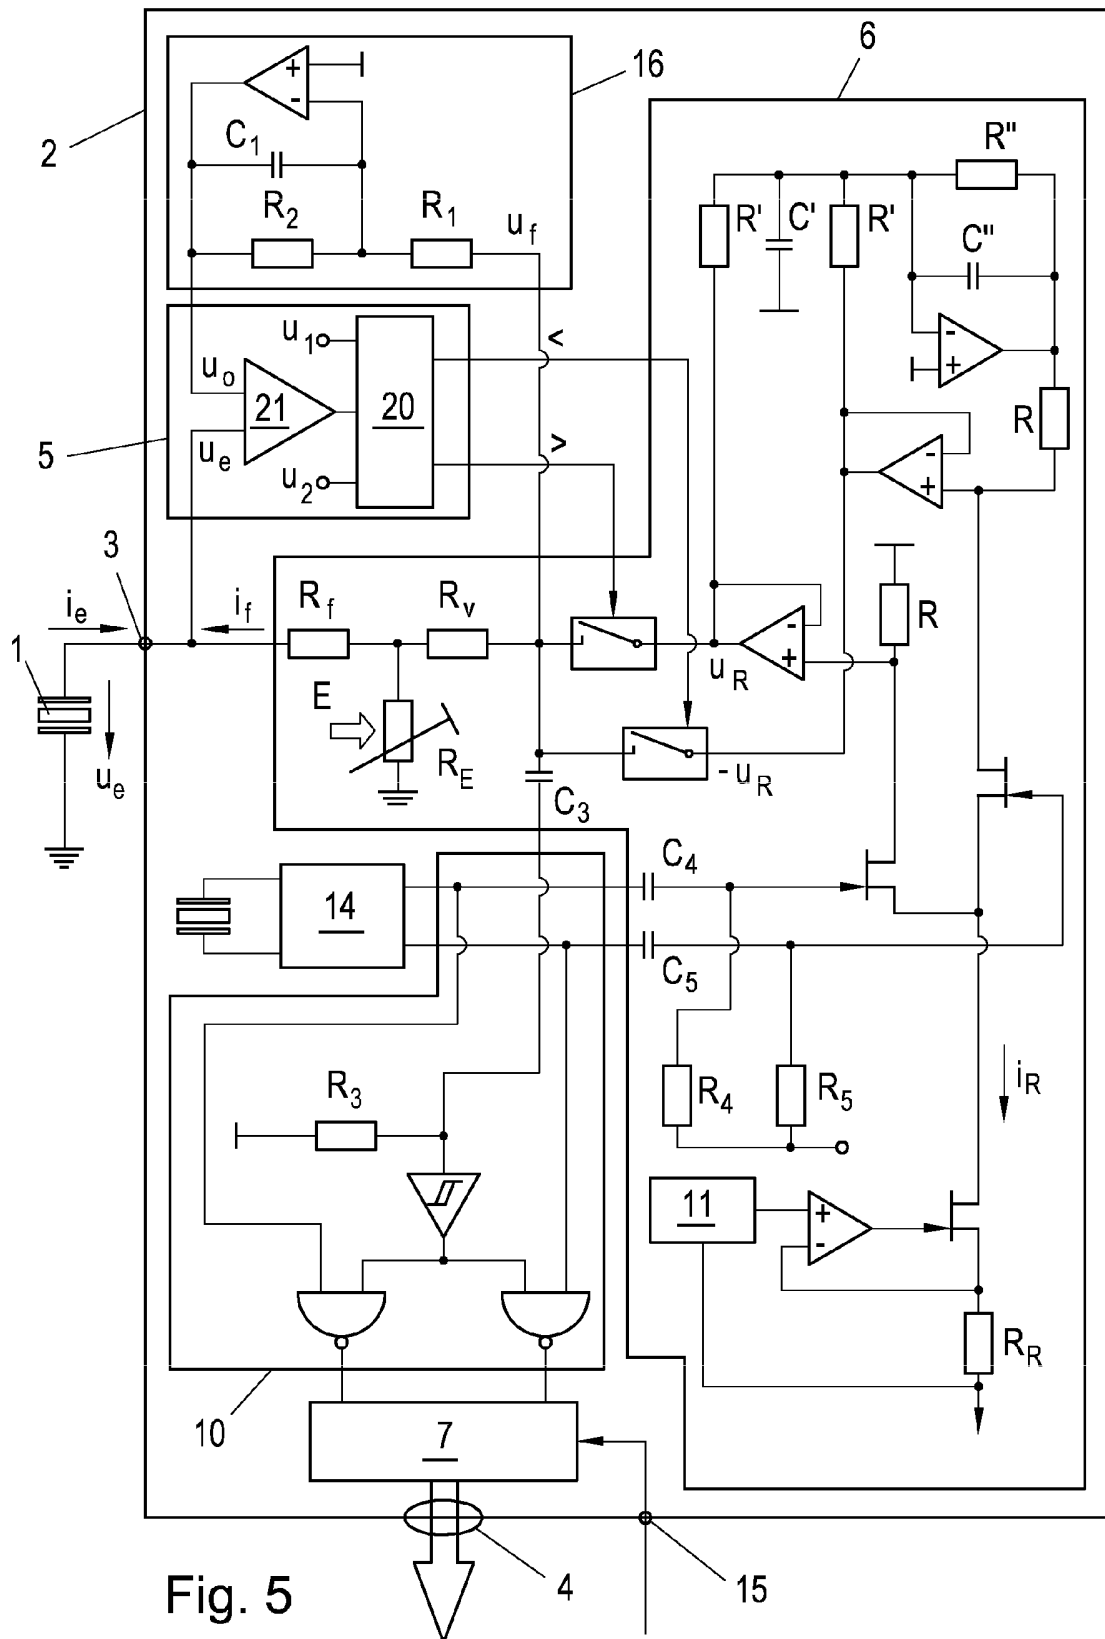 6
16
2
+
-
C1
R2
R1
uf
R''
R'
C'
R'
C''
-
+
R
u1
<
uo
21
20
>
5
ue
u2
-
+
3
ie
if
Rf
Rv
R
-
+
uR
1
E
RE
ue
-uR
C3
C4
14
C5
R3
R4
R5
iR
11
+
-
RR
10
7
4
15
Fig. 5